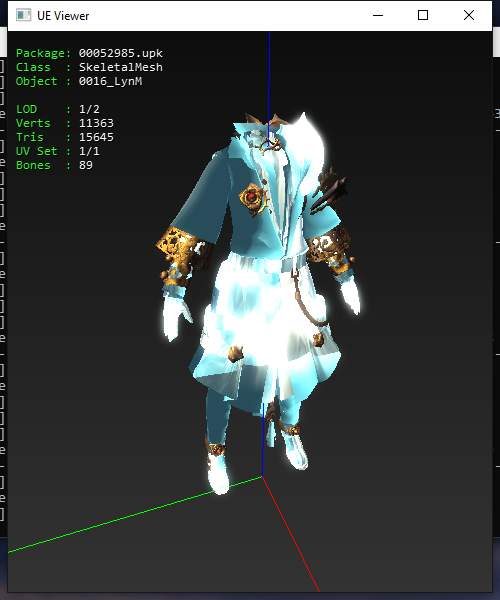 UE Viewer
Package: 00052985.upk
Class : SkeletalMesh
Object : 0016_LynM
LOD : 1/2
Verts : 11363
Tris : 15645
UV Set : 1/1
Bones : 89